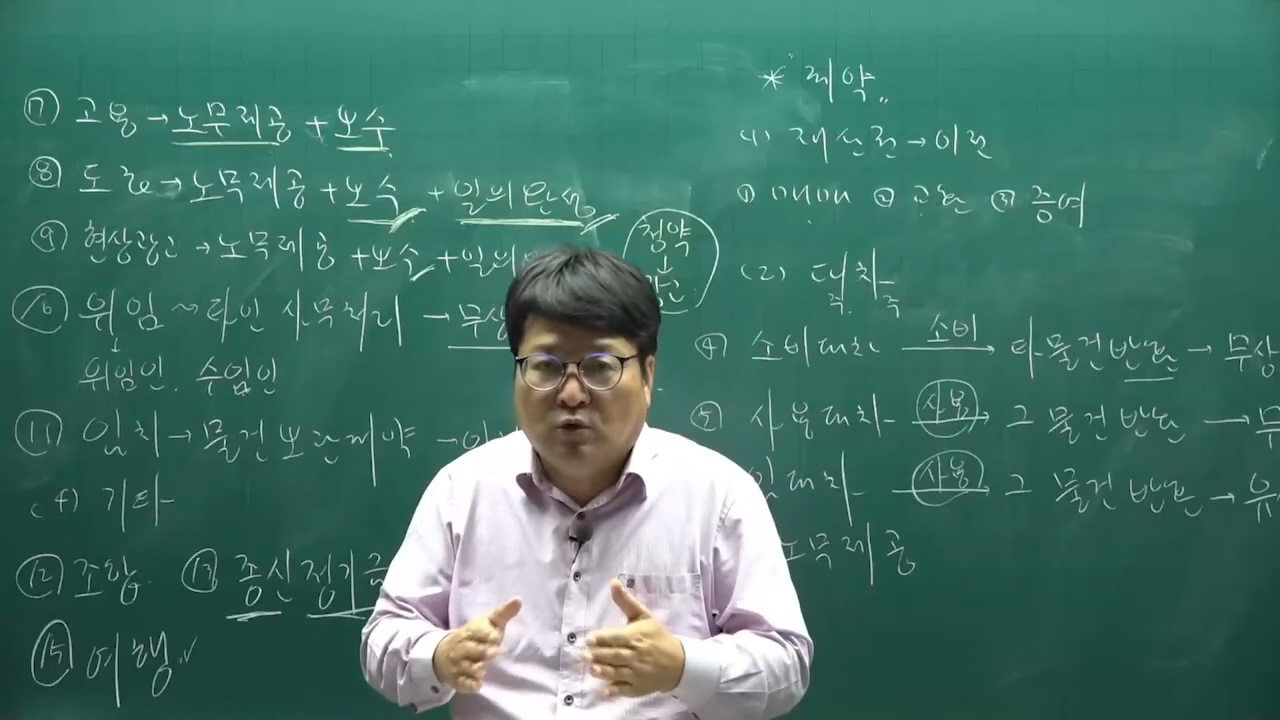 * 계약
(1) 재산권→이전
① 매매 ② 교환 ③ 증여
(2) 대차
④ 소비대차 소비→ 타물건반환→무상
⑤ 사용대차 사용→ 그 물건반환→무
임대차 사용→ 그 물건반환→유
노무제공
⑦ 고용→노무제공+보수
⑧ 도급→노무제공+보수+일의완성
⑨ 현상광고→노무제공+보수+일의
청약
↓
광고
⑩ 위임~타인 사무처리→무상
↓
위임인. 수임인
⑪ 임치→물건보관계약→
(4) 기타
⑫ 조합. ⑬ 종신정기금
⑮ 여행